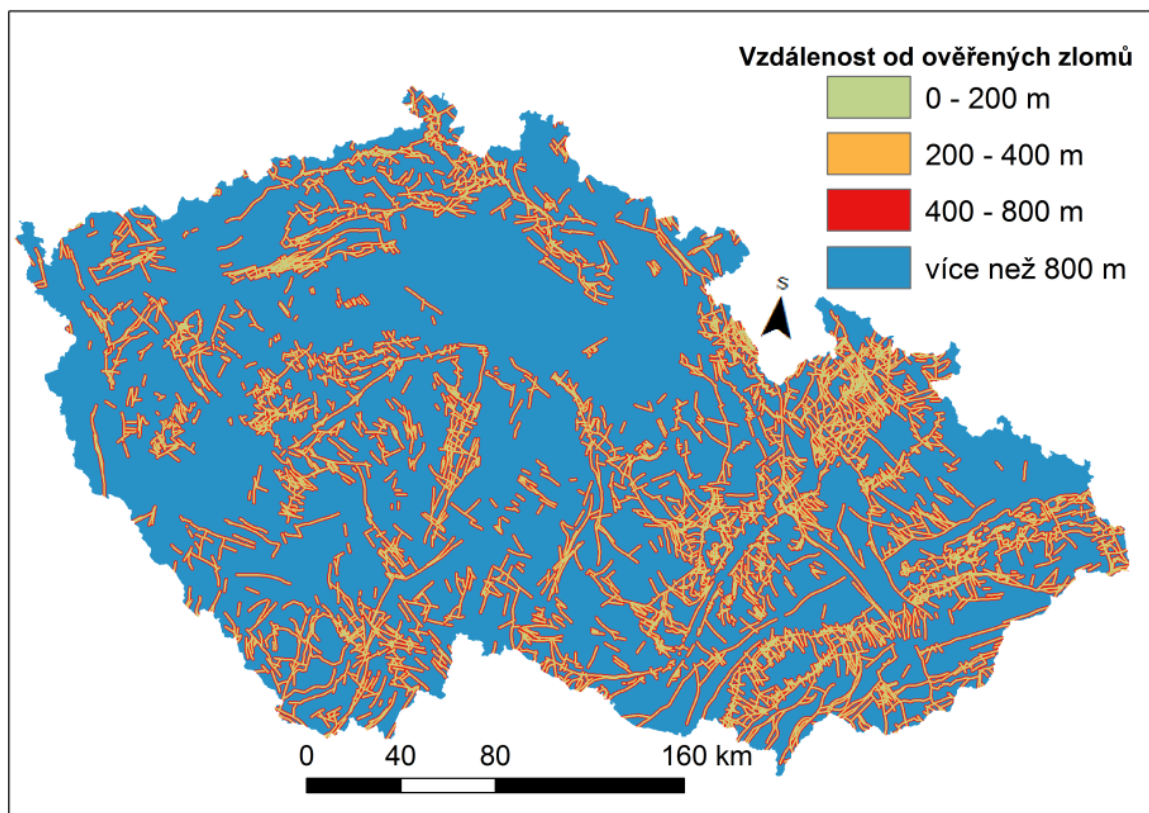 Vzdálenost od ověřených zlomů
0 - 200 m
200 - 400 m
400 - 800 m
více než 800 m
S
0 40 80 160 km